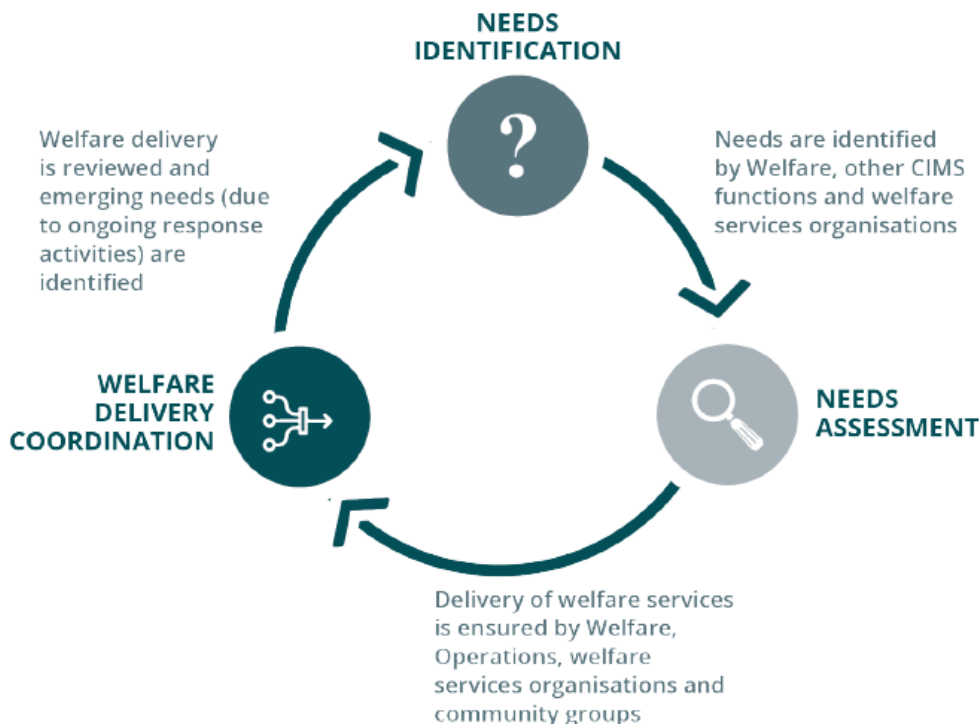 NEEDS
IDENTIFICATION
?
Welfare delivery
is reviewed and
emerging needs (due
to ongoing response
activities) are
identified
Needs are identified
by Welfare, other CIMS
functions and welfare
services organisations
WELFARE
DELIVERY
COORDINATION
NEEDS
ASSESSMENT
Delivery of welfare services
is ensured by Welfare,
Operations, welfare
services organisations and
community groups